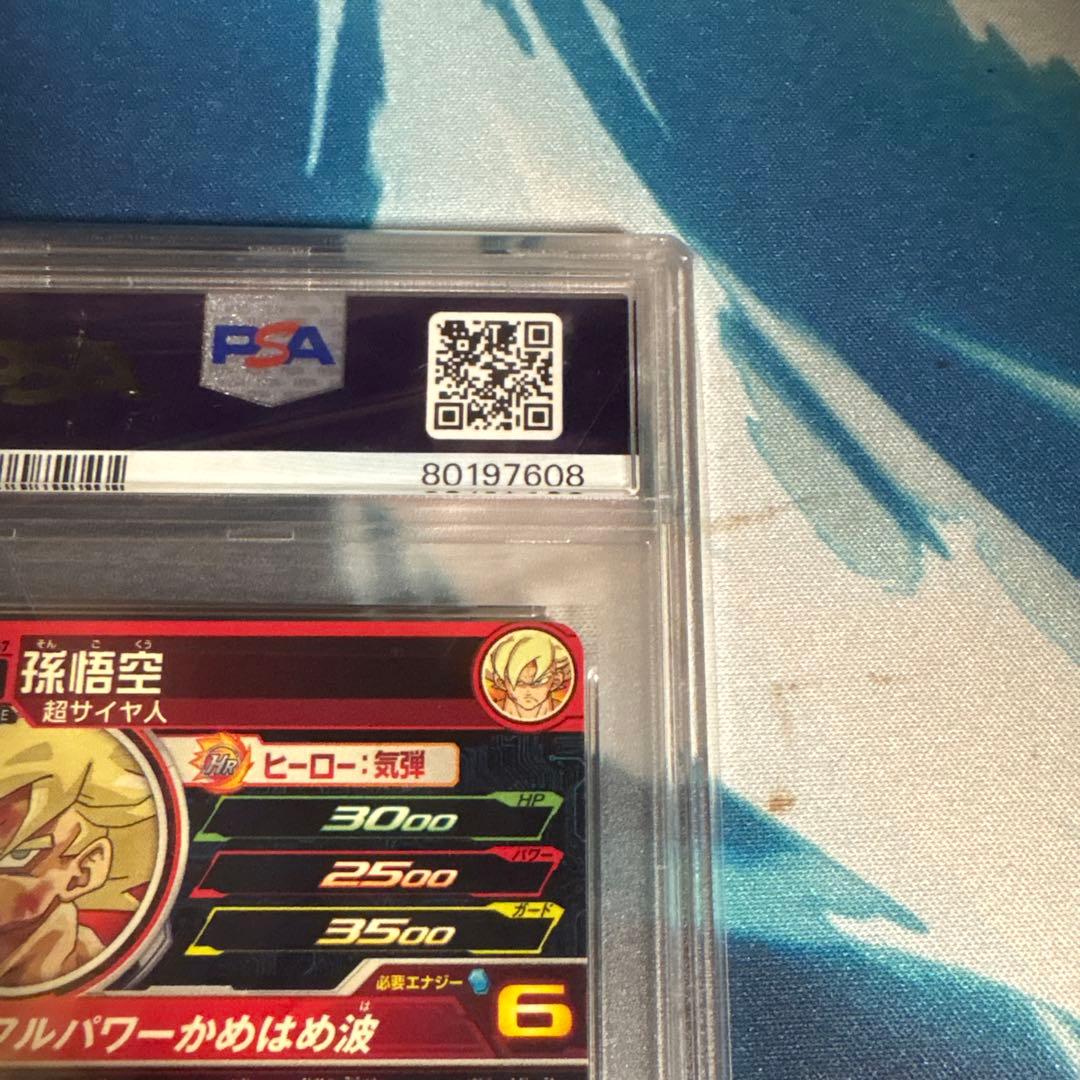 PSA
PSA
80197608
そんごくう
孫悟空
超サイヤ人
HR ヒーロー：気弾
HP
3000
パワー
2500
ガード
3500
必要エナジー
6
は
ルパワーかめはめ波